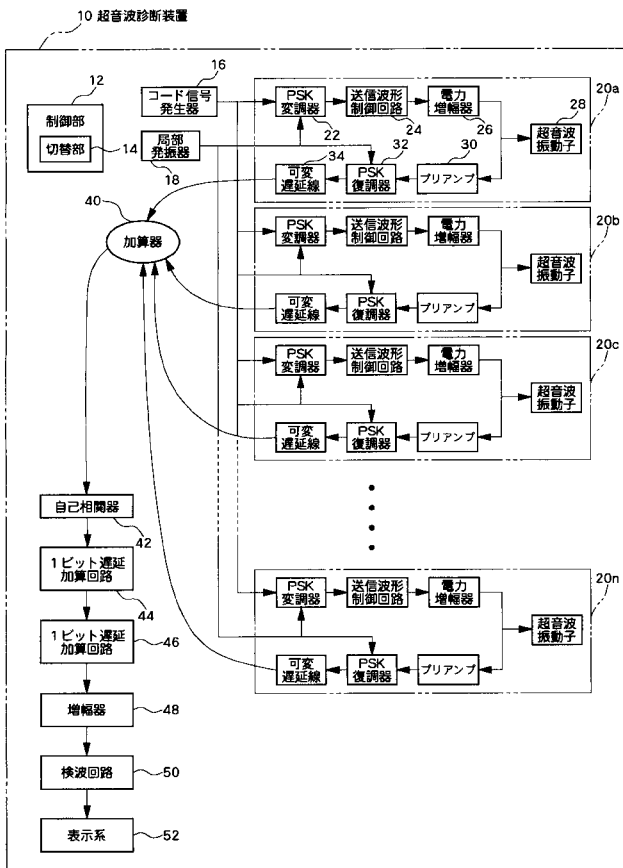 10 超音波診断装置
12
制御部
切替部
14
16
コード信号
発生器
局部
発振器
18
20a
PSK
変調器
22
送信波形
制御回路
24
電力
増幅器
26
28
超音波
振動子
34
可変
遅延線
32
PSK
復調器
30
プリアンプ
40
加算器
20b
PSK
変調器
送信波形
制御回路
電力
増幅器
超音波
振動子
可変
遅延線
PSK
復調器
プリアンプ
20c
PSK
変調器
送信波形
制御回路
電力
増幅器
超音波
振動子
可変
遅延線
PSK
復調器
プリアンプ
20n
PSK
変調器
送信波形
制御回路
電力
増幅器
超音波
振動子
可変
遅延線
PSK
復調器
プリアンプ
自己相関器
42
1ビット遅延
加算回路
44
1ビット遅延
加算回路
46
増幅器
48
検波回路
50
表示系
52